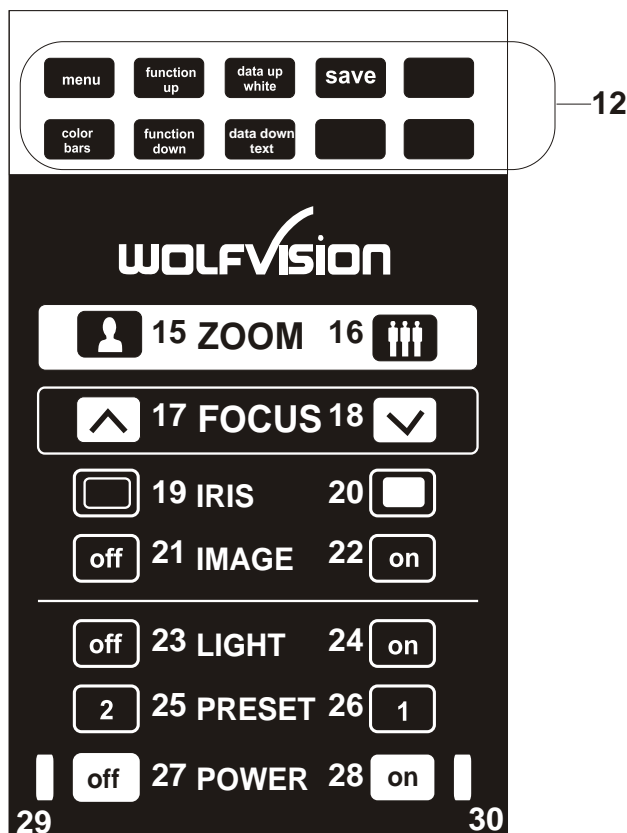 menu function up data up white save
12
color bars function down data down text
WOLFVISION
15 ZOOM 16
17 FOCUS 18
19 IRIS 20
off 21 IMAGE 22 on
off 23 LIGHT 24 on
2 25 PRESET 26 1
off 27 POWER 28 on
29 30